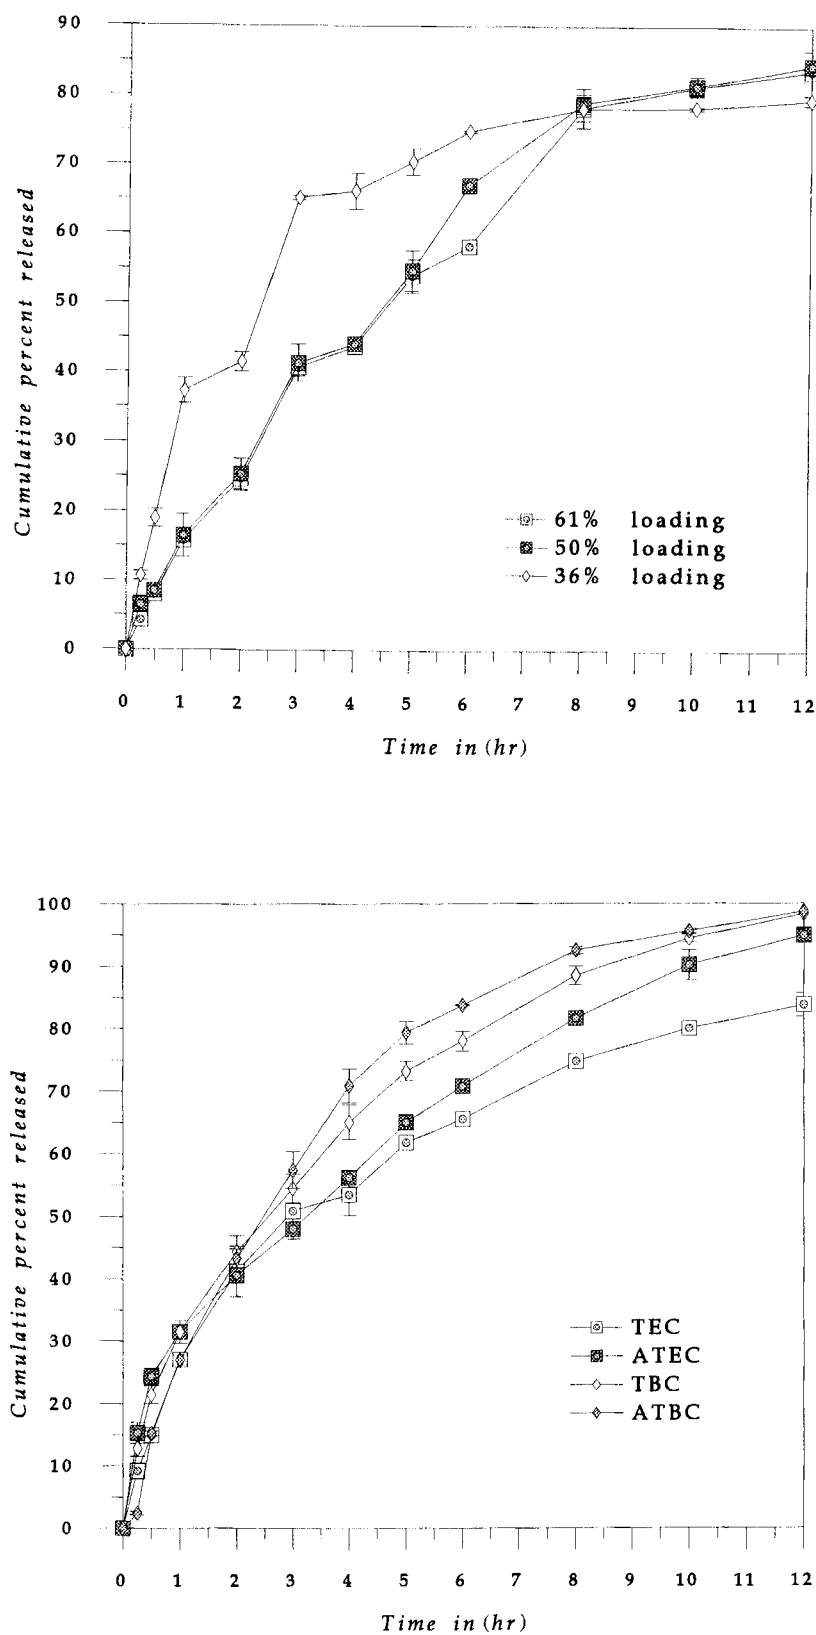 90
80
70
60
50
40
30
20
10
0
Cumulative percent released
61% loading
50% loading
36% loading
0 1 2 3 4 5 6 7 8 9 10 11 12
Time in (hr)
100
90
80
70
60
50
40
30
20
10
0
Cumulative percent released
TEC
ATEC
TBC
ATBC
0 1 2 3 4 5 6 7 8 9 10 11 12
Time in (hr)